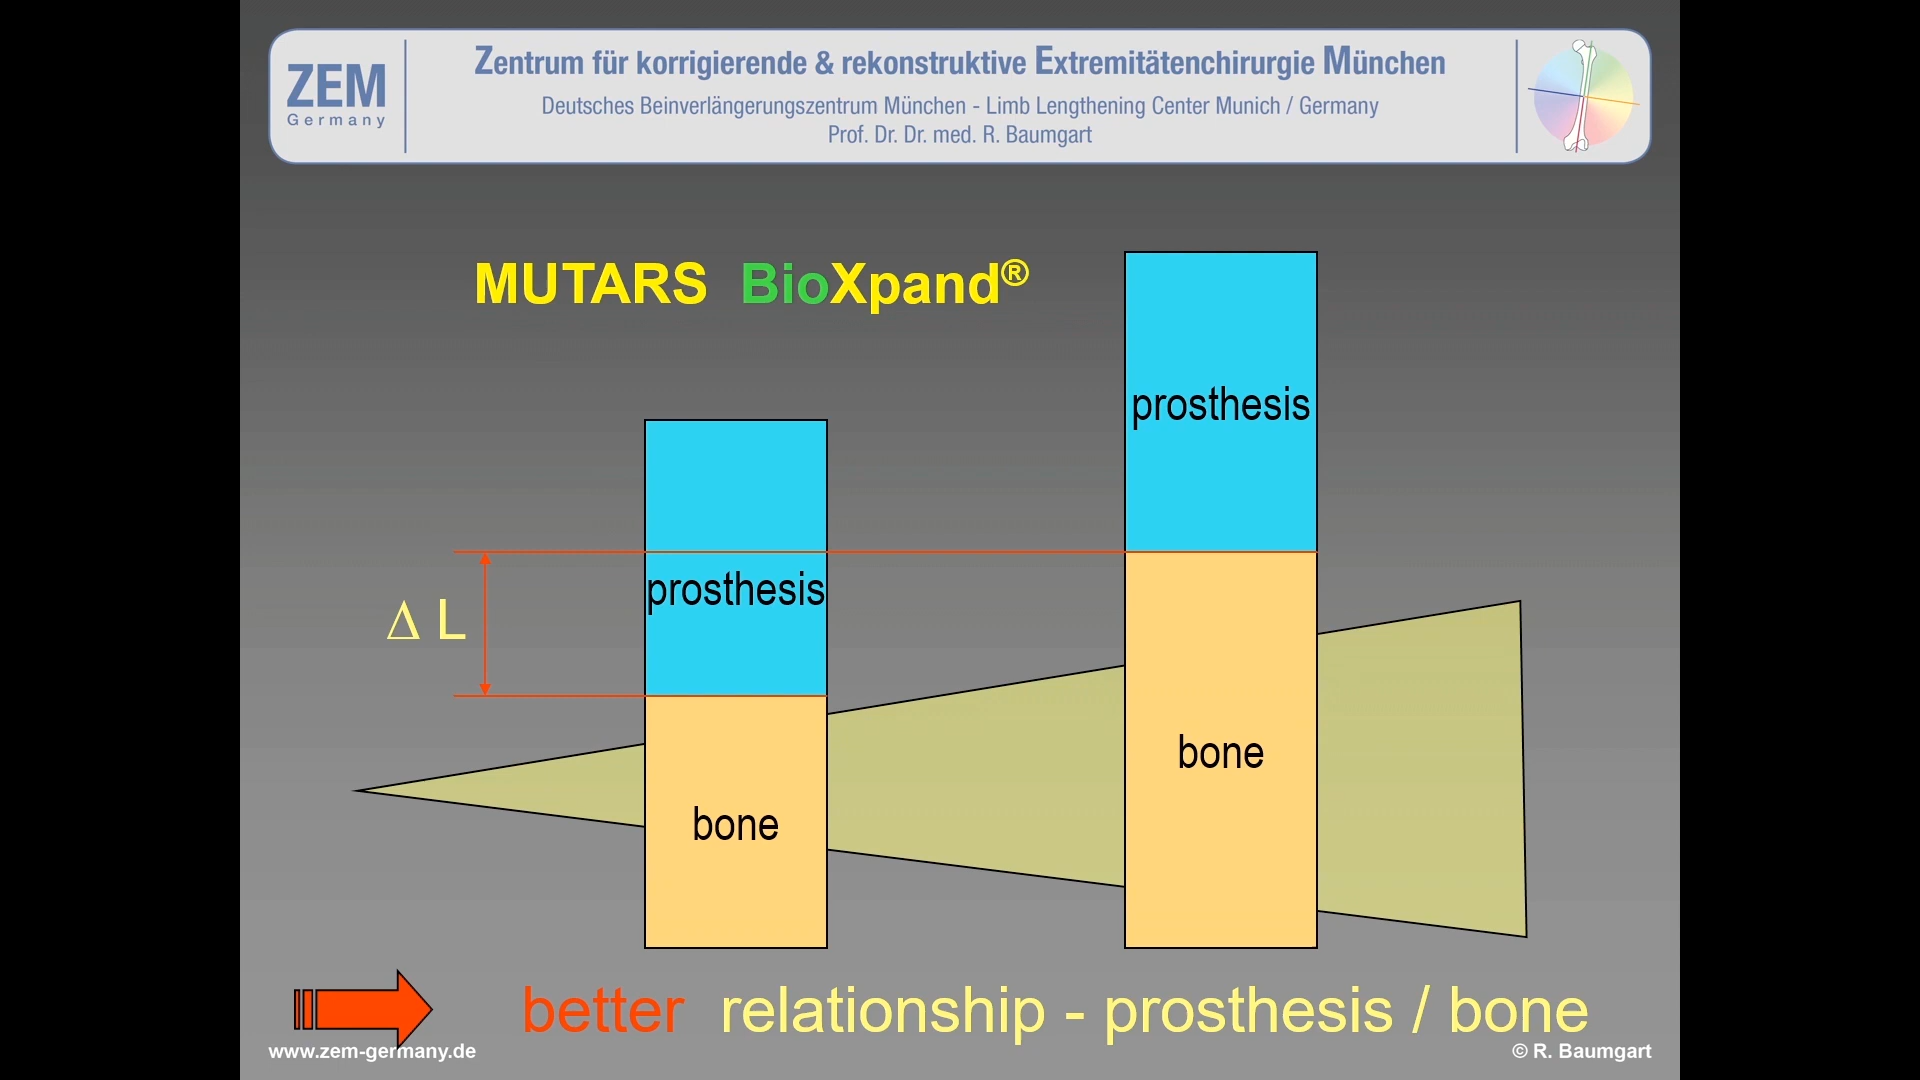 ZEM
Germany
Zentrum für korrigierende & rekonstruktive Extremitätenchirurgie München
Deutsches Beinverlängerungszentrum München - Limb Lengthening Center Munich / Germany
Prof. Dr. Dr. med. R. Baumgart
MUTARS BioXpand®
prosthesis
prosthesis
Δ L
bone
bone
better relationship - prosthesis / bone
www.zem-germany.de
© R. Baumgart